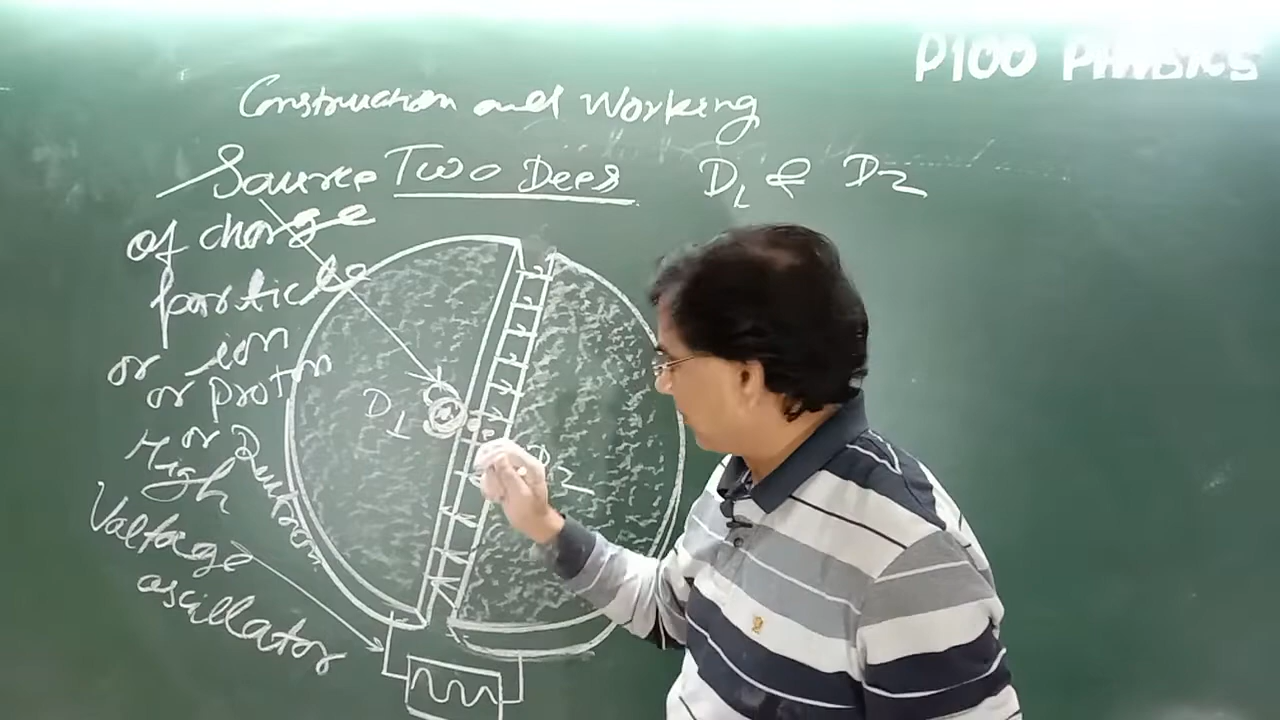 P100 PHYSICS
Construction and Working
Source Two Dees D1 & D2
of charge
particle
or ion
or proton
or Deutron
High
Voltage
oscillator
D1
D2